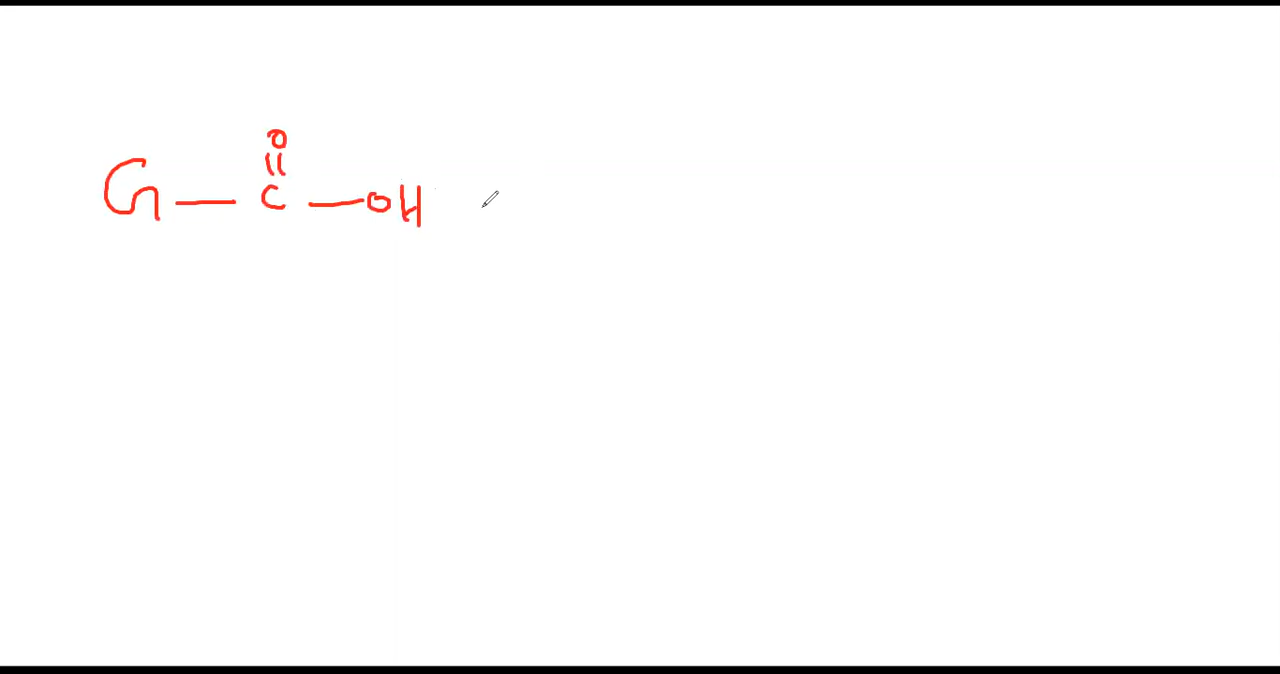 O
||
G — C — OH